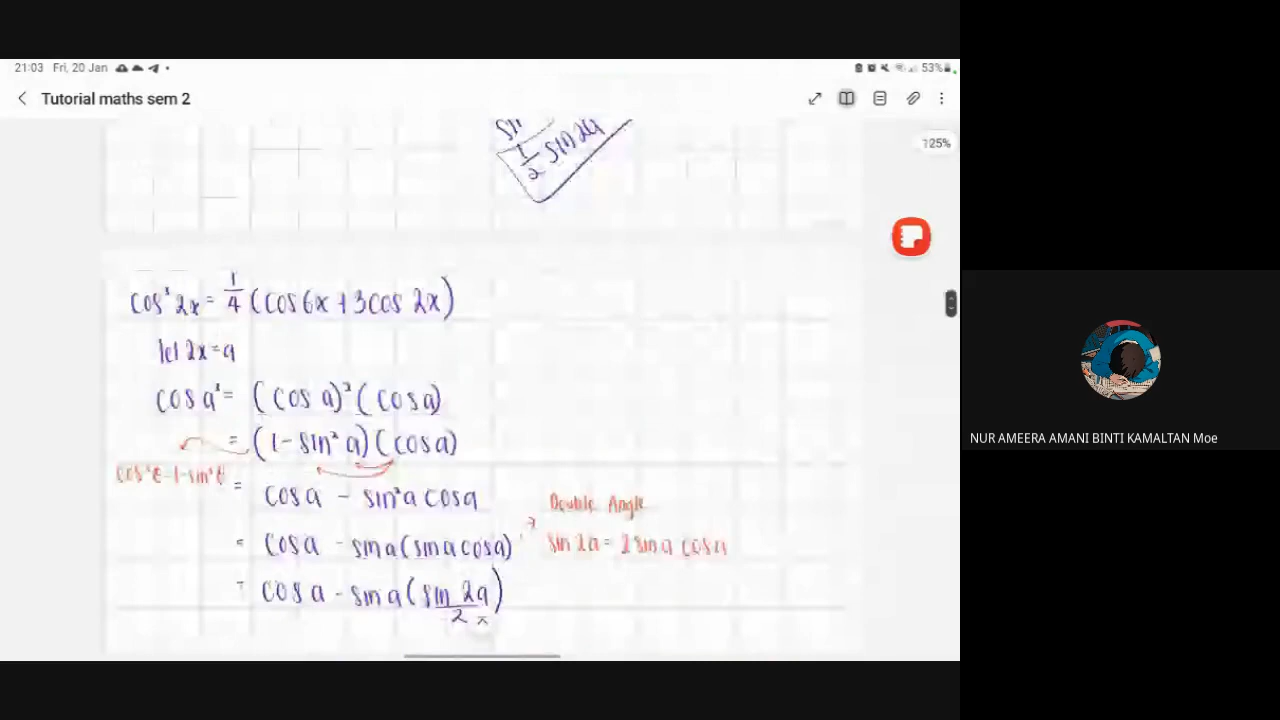 21:03 Fri, 20 Jan 53%
Tutorial maths sem 2
125%
1/2 sin 2a
cos³ 2x = 1/4 (cos 6x + 3cos 2x)
let 2x = a
cos a³ = (cos a)² (cos a)
= (1 - sin² a)(cos a)
cos²θ = 1 - sin²θ
= cos a - sin²a cos a
Double Angle
= cos a - sin a (sin a cos a)
sin 2a = 2 sin a cos a
= cos a - sin a (sin 2a / 2)
NUR AMEERA AMANI BINTI KAMALTAN Moe